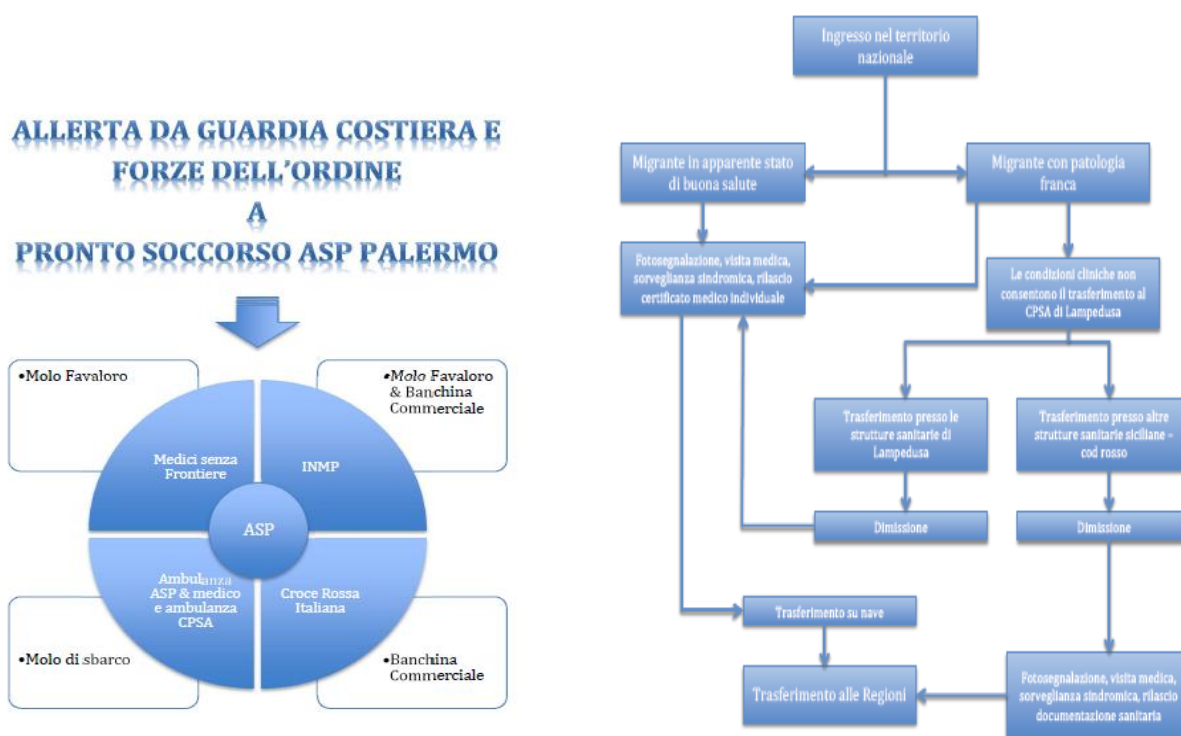 ALLERTA DA GUARDIA COSTIERA E
FORZE DELL'ORDINE
A
PRONTO SOCCORSO ASP PALERMO
•Molo Favaloro
•Molo Favaloro
& Banchina
Commerciale
Medici senza
Frontiere
INMP
ASP
Ambulanza
ASP & medico
e ambulanza
CPSA
Croce Rossa
Italiana
•Molo di sbarco
•Banchina
Commerciale
Ingresso nel territorio
nazionale
Migrante in apparente stato
di buona salute
Migrante con patologia
franca
Fotosegnalazione, visita medica,
sorveglianza sindromica, rilascio
certificato medico individuale
Le condizioni cliniche non
consentono il trasferimento al
CPSA di Lampedusa
Trasferimento presso le
strutture sanitarie di
Lampedusa
Trasferimento presso altre
strutture sanitarie siciliane –
cod rosso
Dimissione
Dimissione
Trasferimento su nave
Trasferimento alle Regioni
Fotosegnalazione, visita medica,
sorveglianza sindromica, rilascio
documentazione sanitaria